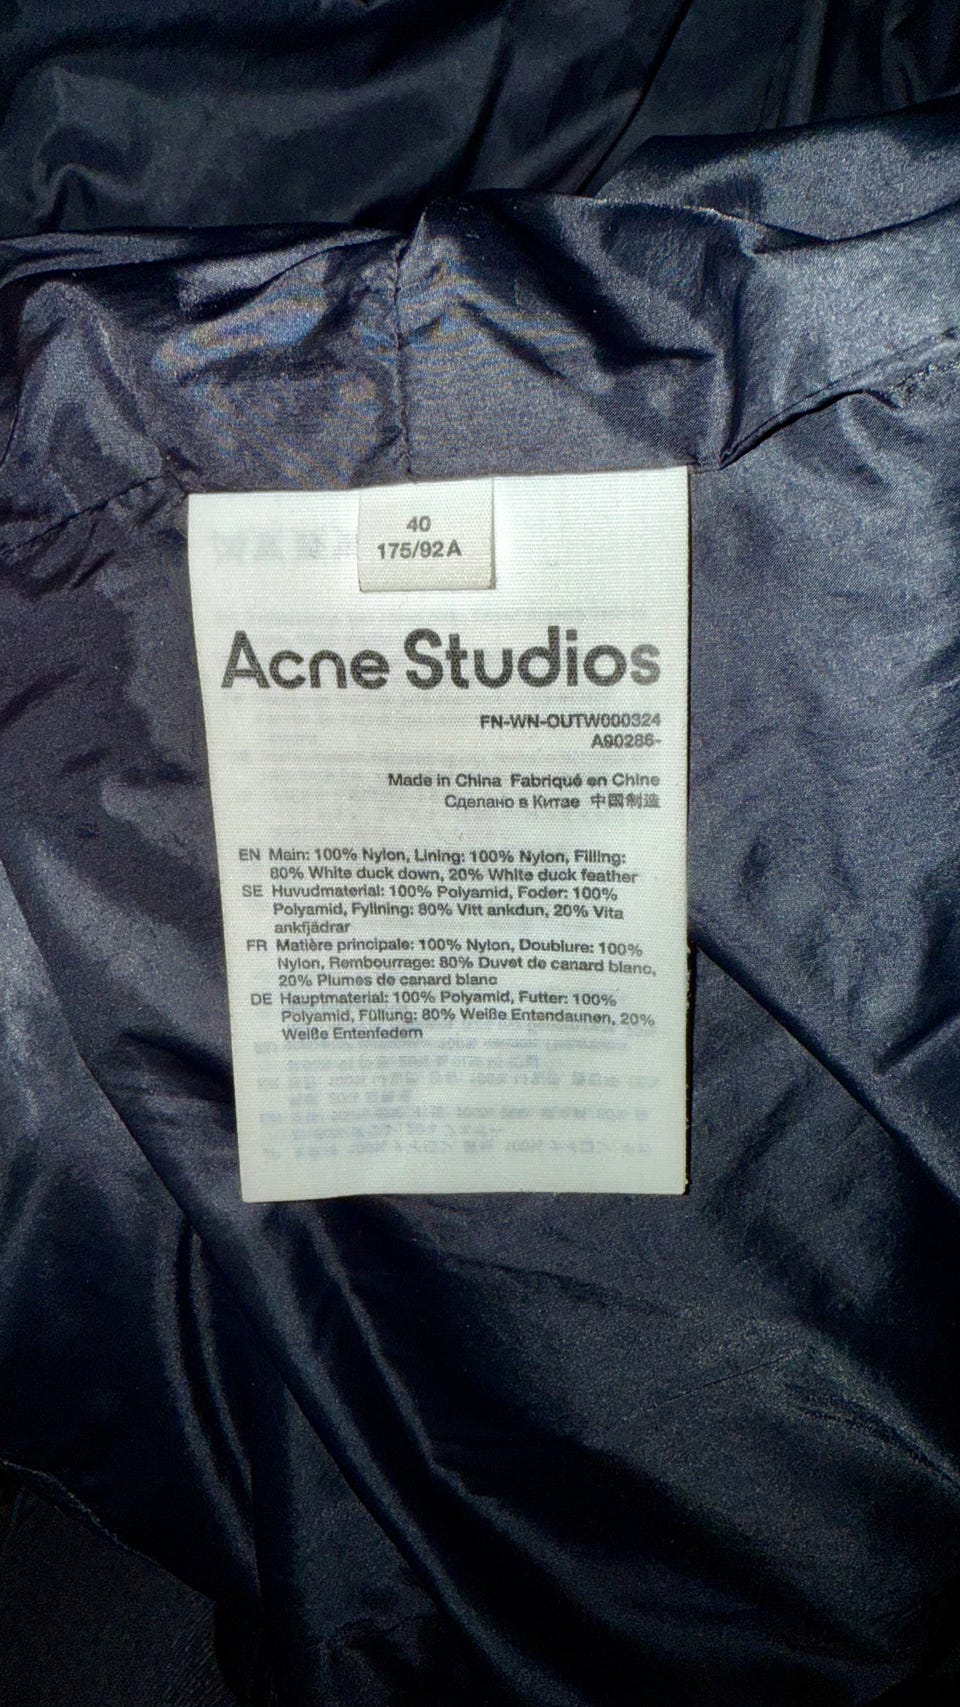 40
175/92A
Acne Studios
FN-WN-OUTW000324
A90286-
Made in China Fabriqué en Chine
Сделано в Китае 中国制造
EN Main: 100% Nylon, Lining: 100% Nylon, Filling:
80% White duck down, 20% White duck feather
SE Huvudmaterial: 100% Polyamid, Foder: 100%
Polyamid, Fyllning: 80% Vitt ankdun, 20% Vita
ankfjädrar
FR Matière principale: 100% Nylon, Doublure: 100%
Nylon, Rembourrage: 80% Duvet de canard blanc,
20% Plumes de canard blanc
DE Hauptmaterial: 100% Polyamid, Futter: 100%
Polyamid, Füllung: 80% Weiße Entendaunen, 20%
Weiße Entenfedern